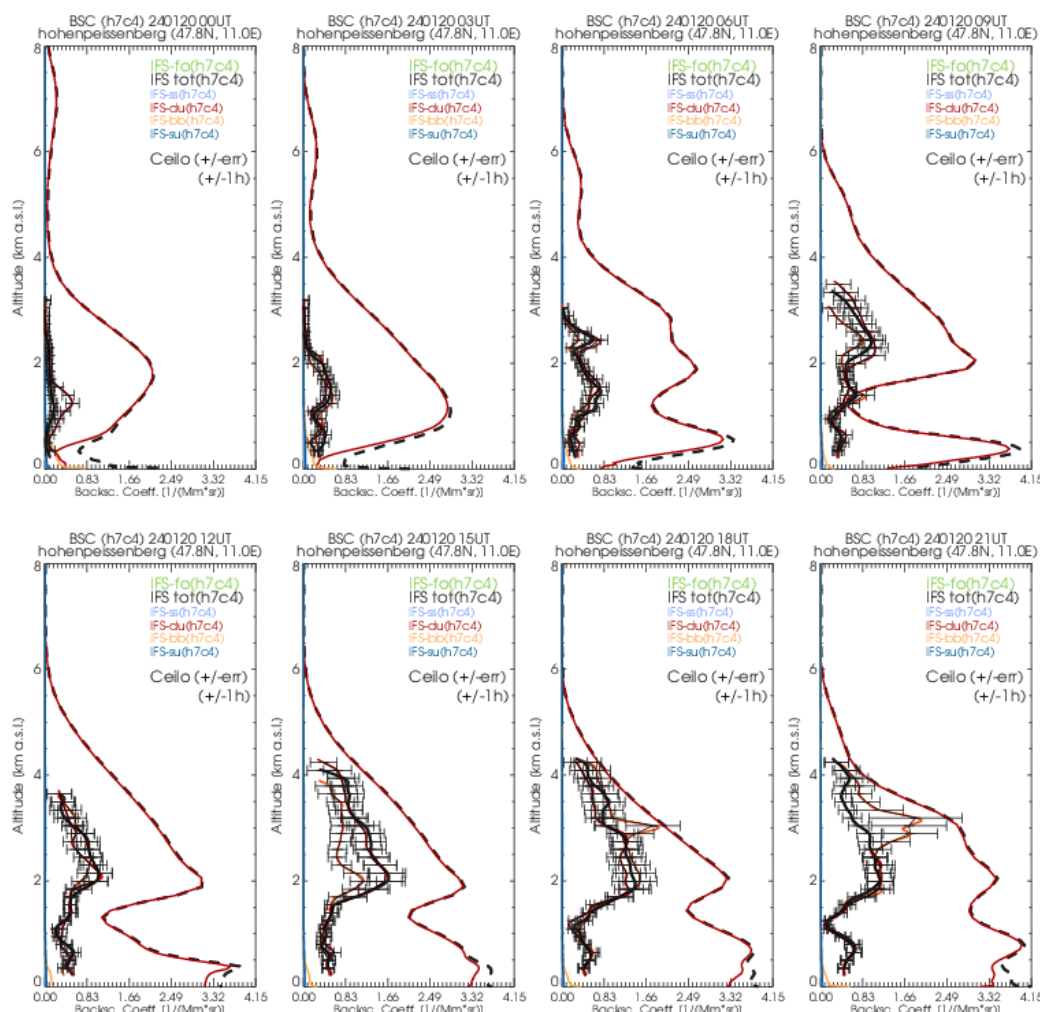 BSC (h7c4) 240120 00UT
hohenpeissenberg (47.8N, 11.0E)
8
6
4
2
0
Altitude (km a.s.l.)
IFS-fo(h7c4)
IFS tot(h7c4)
IFS-ss(h7c4)
IFS-du(h7c4)
IFS-bb(h7c4)
IFS-su(h7c4)
Ceilo (+/-err)
(+/-1h)
0.00 0.83 1.66 2.49 3.32 4.15
Backsc. Coeff. [1/(Mm*sr)]
BSC (h7c4) 240120 03UT
hohenpeissenberg (47.8N, 11.0E)
8
6
4
2
0
Altitude (km a.s.l.)
IFS-fo(h7c4)
IFS tot(h7c4)
IFS-ss(h7c4)
IFS-du(h7c4)
IFS-bb(h7c4)
IFS-su(h7c4)
Ceilo (+/-err)
(+/-1h)
0.00 0.83 1.66 2.49 3.32 4.15
Backsc. Coeff. [1/(Mm*sr)]
BSC (h7c4) 240120 06UT
hohenpeissenberg (47.8N, 11.0E)
8
6
4
2
0
Altitude (km a.s.l.)
IFS-fo(h7c4)
IFS tot(h7c4)
IFS-ss(h7c4)
IFS-du(h7c4)
IFS-bb(h7c4)
IFS-su(h7c4)
Ceilo (+/-err)
(+/-1h)
0.00 0.83 1.66 2.49 3.32 4.15
Backsc. Coeff. [1/(Mm*sr)]
BSC (h7c4) 240120 09UT
hohenpeissenberg (47.8N, 11.0E)
8
6
4
2
0
Altitude (km a.s.l.)
IFS-fo(h7c4)
IFS tot(h7c4)
IFS-ss(h7c4)
IFS-du(h7c4)
IFS-bb(h7c4)
IFS-su(h7c4)
Ceilo (+/-err)
(+/-1h)
0.00 0.83 1.66 2.49 3.32 4.15
Backsc. Coeff. [1/(Mm*sr)]
BSC (h7c4) 240120 12UT
hohenpeissenberg (47.8N, 11.0E)
8
6
4
2
0
Altitude (km a.s.l.)
IFS-fo(h7c4)
IFS tot(h7c4)
IFS-ss(h7c4)
IFS-du(h7c4)
IFS-bb(h7c4)
IFS-su(h7c4)
Ceilo (+/-err)
(+/-1h)
0.00 0.83 1.66 2.49 3.32 4.15
Backsc. Coeff. [1/(Mm*sr)]
BSC (h7c4) 240120 15UT
hohenpeissenberg (47.8N, 11.0E)
8
6
4
2
0
Altitude (km a.s.l.)
IFS-fo(h7c4)
IFS tot(h7c4)
IFS-ss(h7c4)
IFS-du(h7c4)
IFS-bb(h7c4)
IFS-su(h7c4)
Ceilo (+/-err)
(+/-1h)
0.00 0.83 1.66 2.49 3.32 4.15
Backsc. Coeff. [1/(Mm*sr)]
BSC (h7c4) 240120 18UT
hohenpeissenberg (47.8N, 11.0E)
8
6
4
2
0
Altitude (km a.s.l.)
IFS-fo(h7c4)
IFS tot(h7c4)
IFS-ss(h7c4)
IFS-du(h7c4)
IFS-bb(h7c4)
IFS-su(h7c4)
Ceilo (+/-err)
(+/-1h)
0.00 0.83 1.66 2.49 3.32 4.15
Backsc. Coeff. [1/(Mm*sr)]
BSC (h7c4) 240120 21UT
hohenpeissenberg (47.8N, 11.0E)
8
6
4
2
0
Altitude (km a.s.l.)
IFS-fo(h7c4)
IFS tot(h7c4)
IFS-ss(h7c4)
IFS-du(h7c4)
IFS-bb(h7c4)
IFS-su(h7c4)
Ceilo (+/-err)
(+/-1h)
0.00 0.83 1.66 2.49 3.32 4.15
Backsc. Coeff. [1/(Mm*sr)]